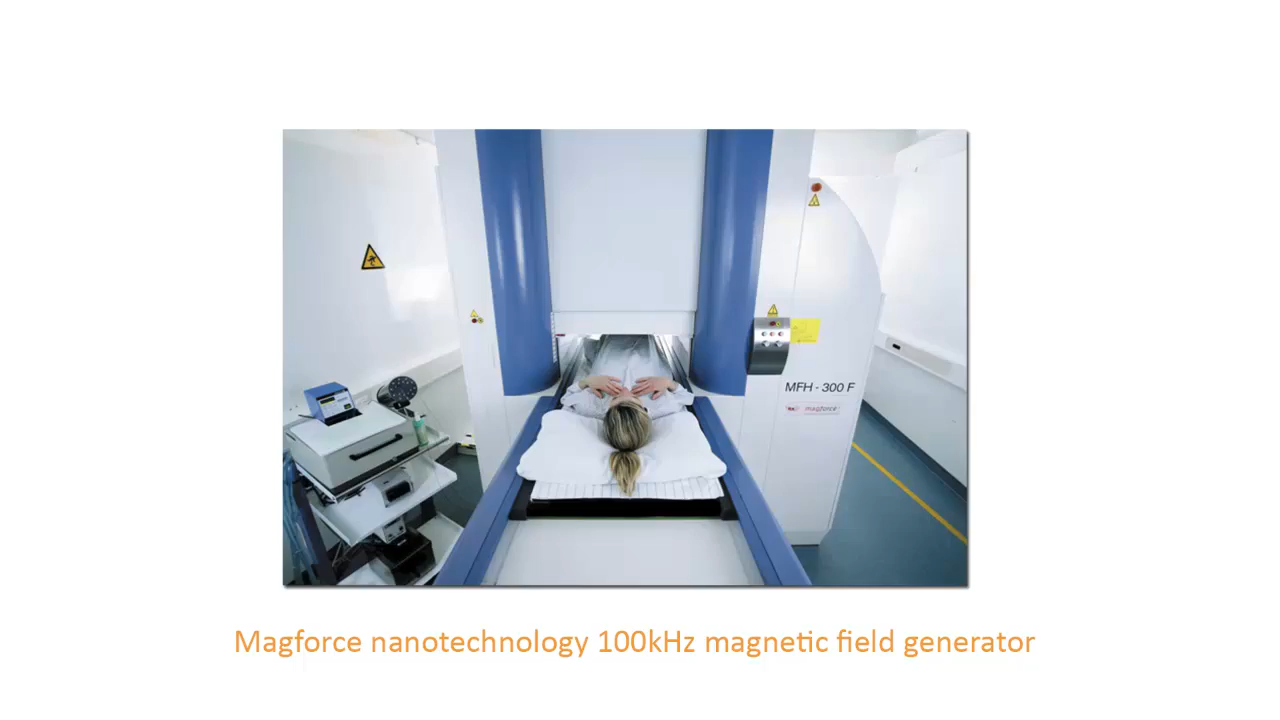 MFH - 300 F
magforce
Magforce nanotechnology 100kHz magnetic field generator